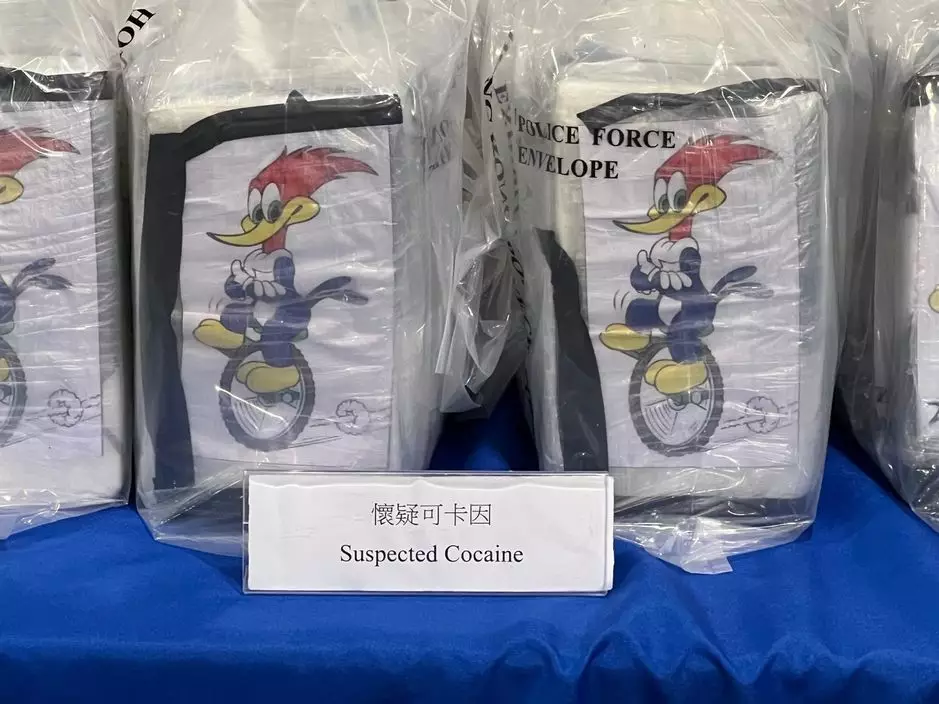 POLICE FORCE
ENVELOPE
懷疑可卡因
Suspected Cocaine